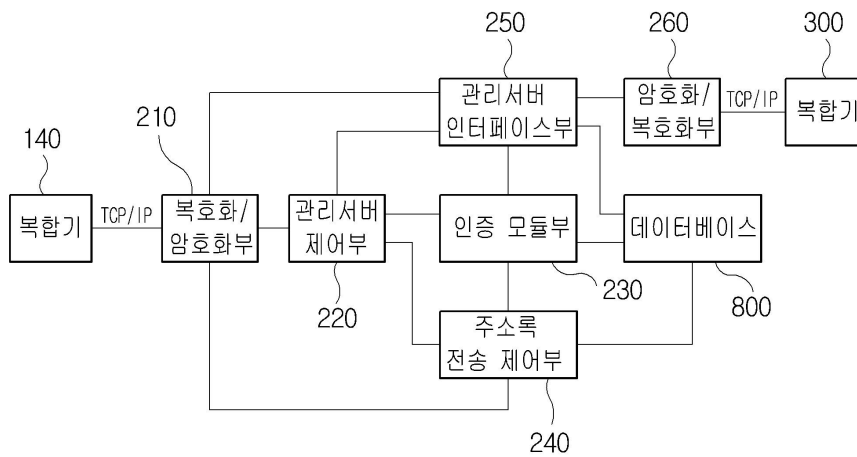 250
260
300
관리서버
인터페이스부
암호화/
복호화부
TCP/IP
복합기
140
210
복합기
TCP/IP
복호화/
암호화부
관리서버
제어부
인증 모듈부
데이터베이스
220
230
800
주소록
전송 제어부
240